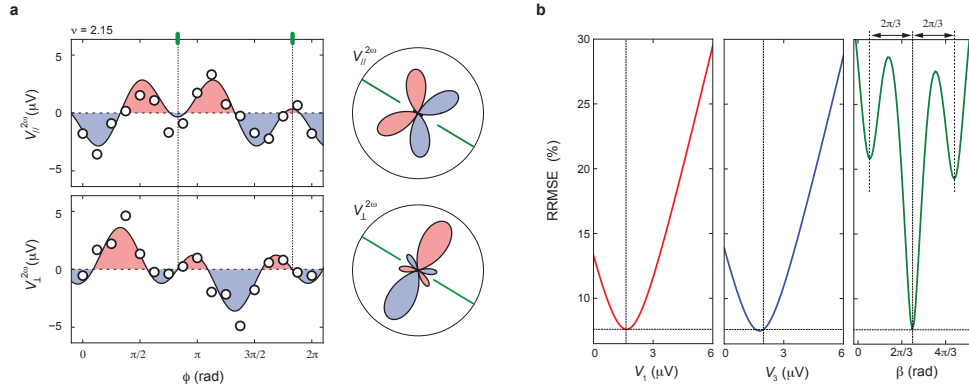 a
ν = 2.15
V//2ω (μV)
5
0
−5
V//2ω
V⊥2ω (μV)
5
0
−5
0 π/2 π 3π/2 2π
ϕ (rad)
V⊥2ω
b
RRMSE (%)
30
25
20
15
10
0 3 6
V1 (μV)
0 3 6
V3 (μV)
2π/3 2π/3
0 2π/3 4π/3
β (rad)